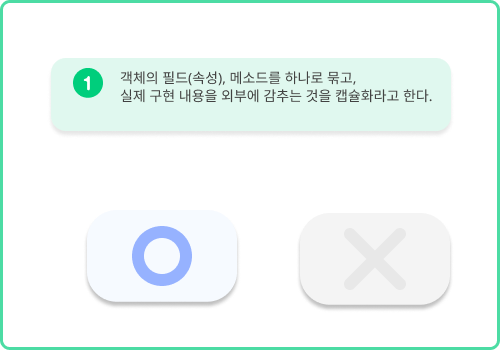 1
객체의 필드(속성), 메소드를 하나로 묶고,
실제 구현 내용을 외부에 감추는 것을 캡슐화라고 한다.